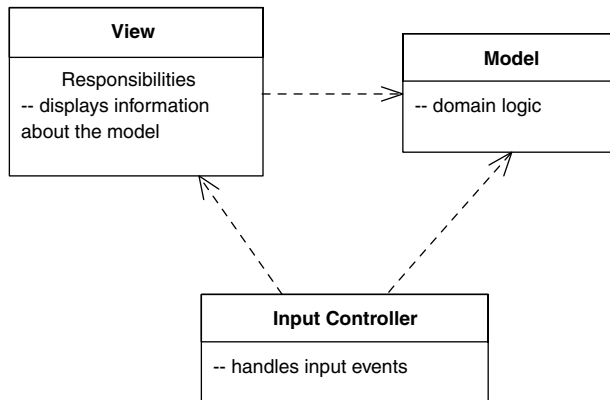 View
Responsibilities
-- displays information
about the model
Model
-- domain logic
Input Controller
-- handles input events